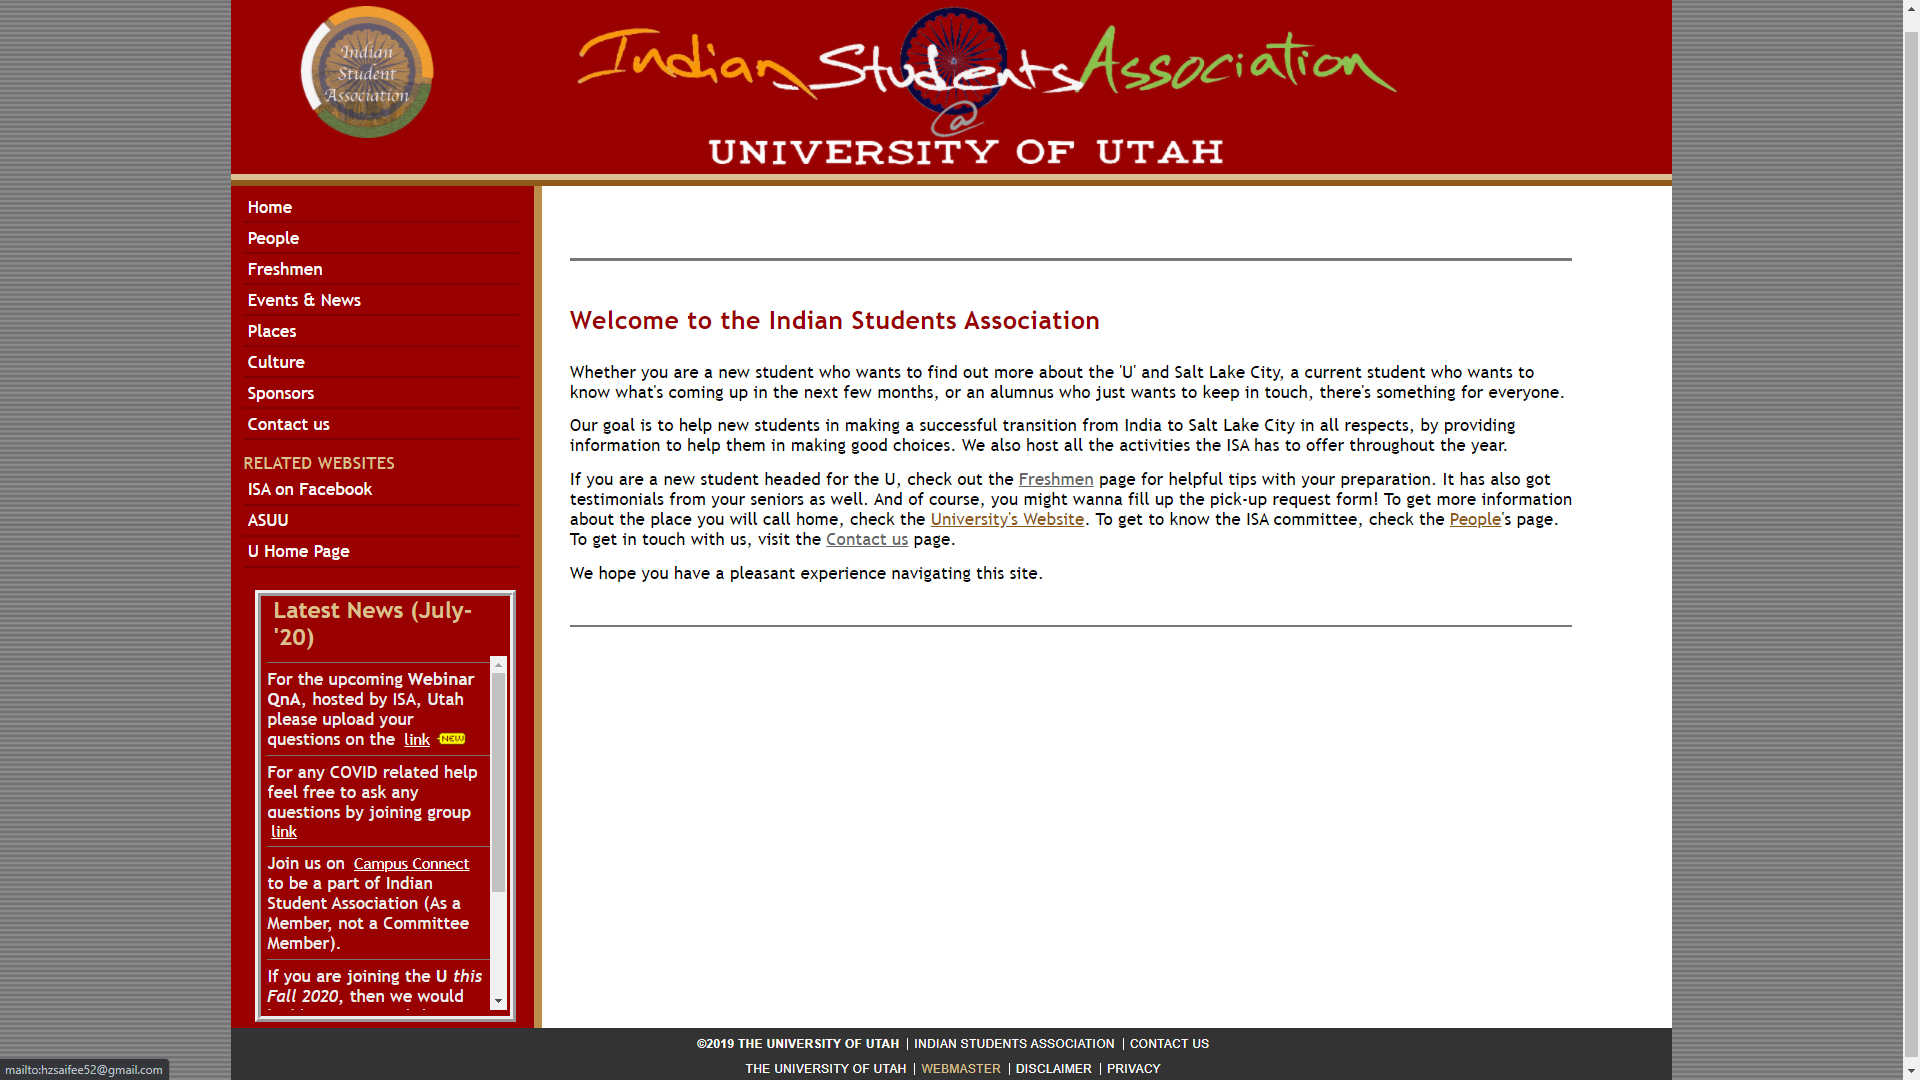 Indian
Student
Association
Indian Students Association
@
UNIVERSITY OF UTAH
Home
People
Freshmen
Events & News
Places
Culture
Sponsors
Contact us
RELATED WEBSITES
ISA on Facebook
ASUU
U Home Page
Latest News (July-
'20)
For the upcoming Webinar
QnA, hosted by ISA, Utah
please upload your
questions on the link NEW
For any COVID related help
feel free to ask any
questions by joining group
link
Join us on Campus Connect
to be a part of Indian
Student Association (As a
Member, not a Committee
Member).
If you are joining the U this
Fall 2020, then we would
Welcome to the Indian Students Association
Whether you are a new student who wants to find out more about the 'U' and Salt Lake City, a current student who wants to
know what's coming up in the next few months, or an alumnus who just wants to keep in touch, there's something for everyone.
Our goal is to help new students in making a successful transition from India to Salt Lake City in all respects, by providing
information to help them in making good choices. We also host all the activities the ISA has to offer throughout the year.
If you are a new student headed for the U, check out the Freshmen page for helpful tips with your preparation. It has also got
testimonials from your seniors as well. And of course, you might wanna fill up the pick-up request form! To get more information
about the place you will call home, check the University's Website. To get to know the ISA committee, check the People's page.
To get in touch with us, visit the Contact us page.
We hope you have a pleasant experience navigating this site.
©2019 THE UNIVERSITY OF UTAH | INDIAN STUDENTS ASSOCIATION | CONTACT US
THE UNIVERSITY OF UTAH | WEBMASTER | DISCLAIMER | PRIVACY
mailto:hzsaifee52@gmail.com